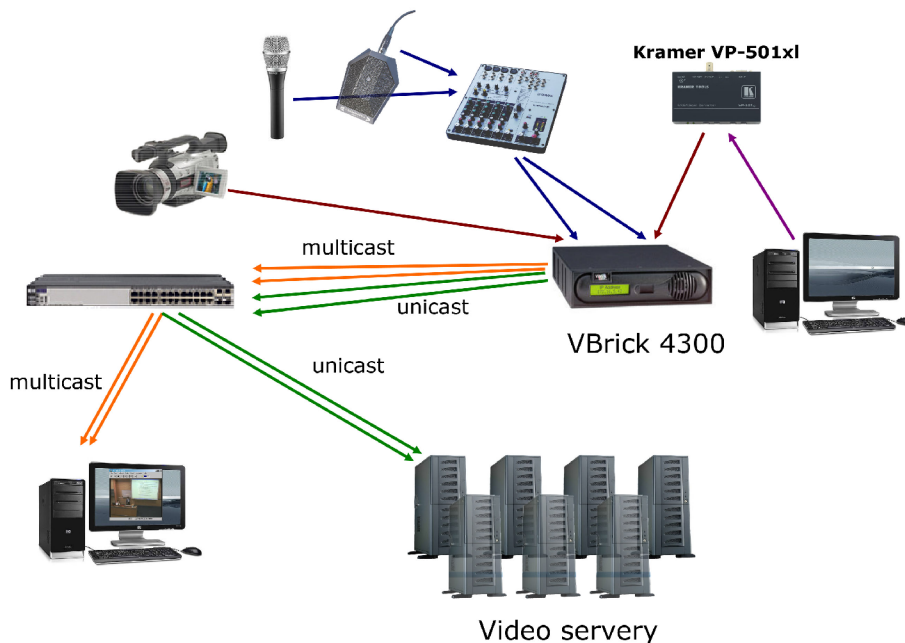 Kramer VP-501xl
multicast
unicast
VBrick 4300
multicast
unicast
Video servery